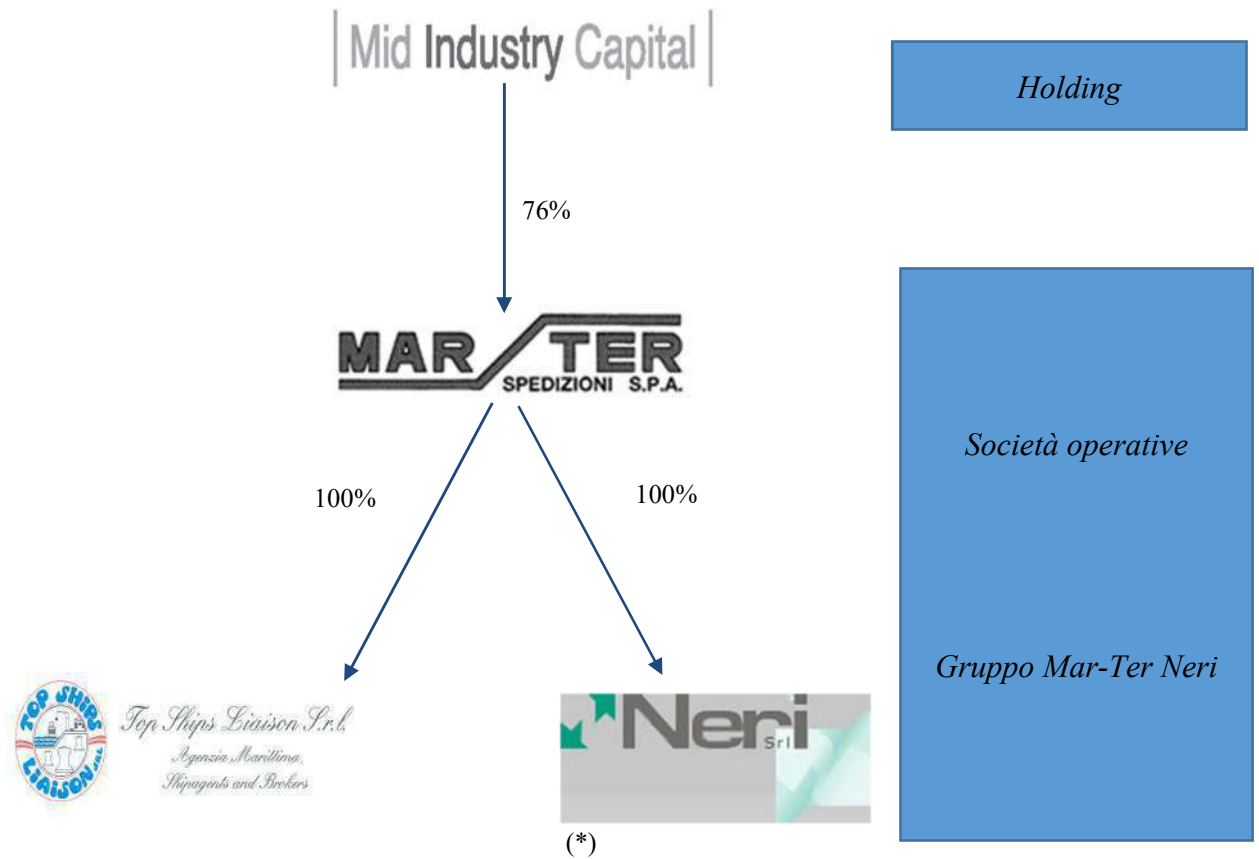 | Mid Industry Capital |
Holding
76%
MAR TER
SPEDIZIONI S.P.A.
Società operative
100%
100%
Gruppo Mar-Ter Neri
TOP SHIPS
LIAISON SRL
Top Ships Liaison S.r.l.
Agenzia Marittima
Shipagents and Brokers
Neri
Srl
(*)